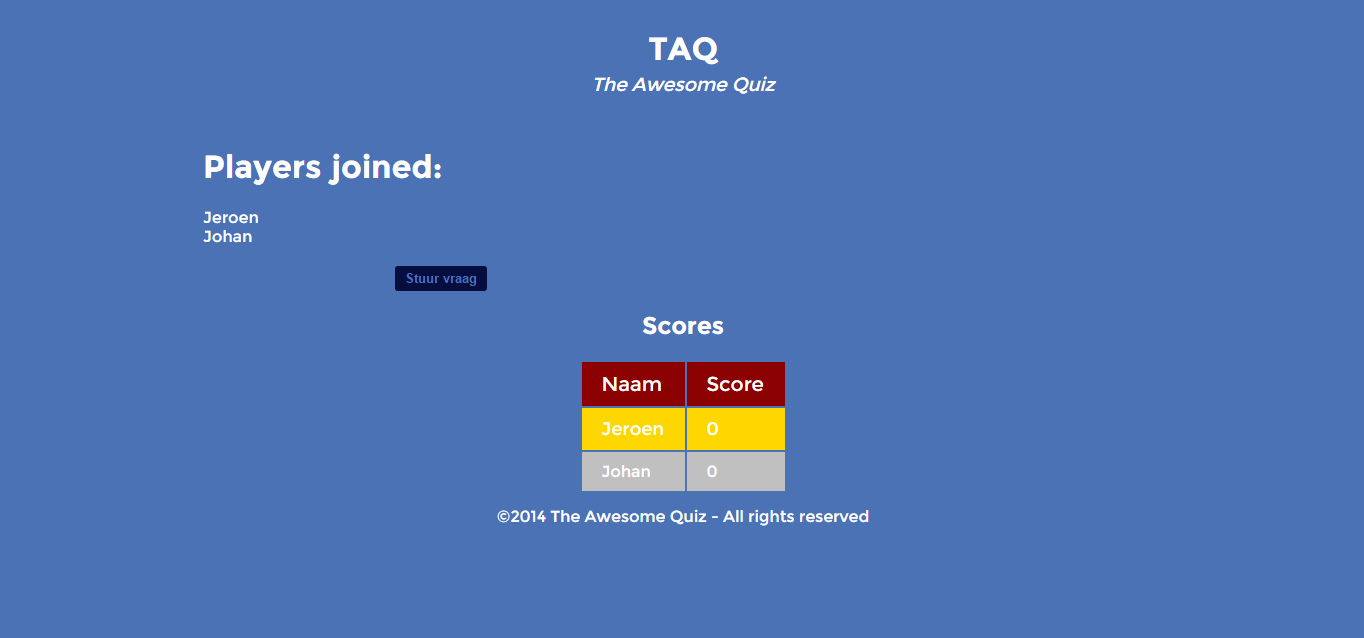 TAQ
The Awesome Quiz
Players joined:
Jeroen
Johan
Stuur vraag
Scores
Naam Score
Jeroen 0
Johan 0
©2014 The Awesome Quiz - All rights reserved